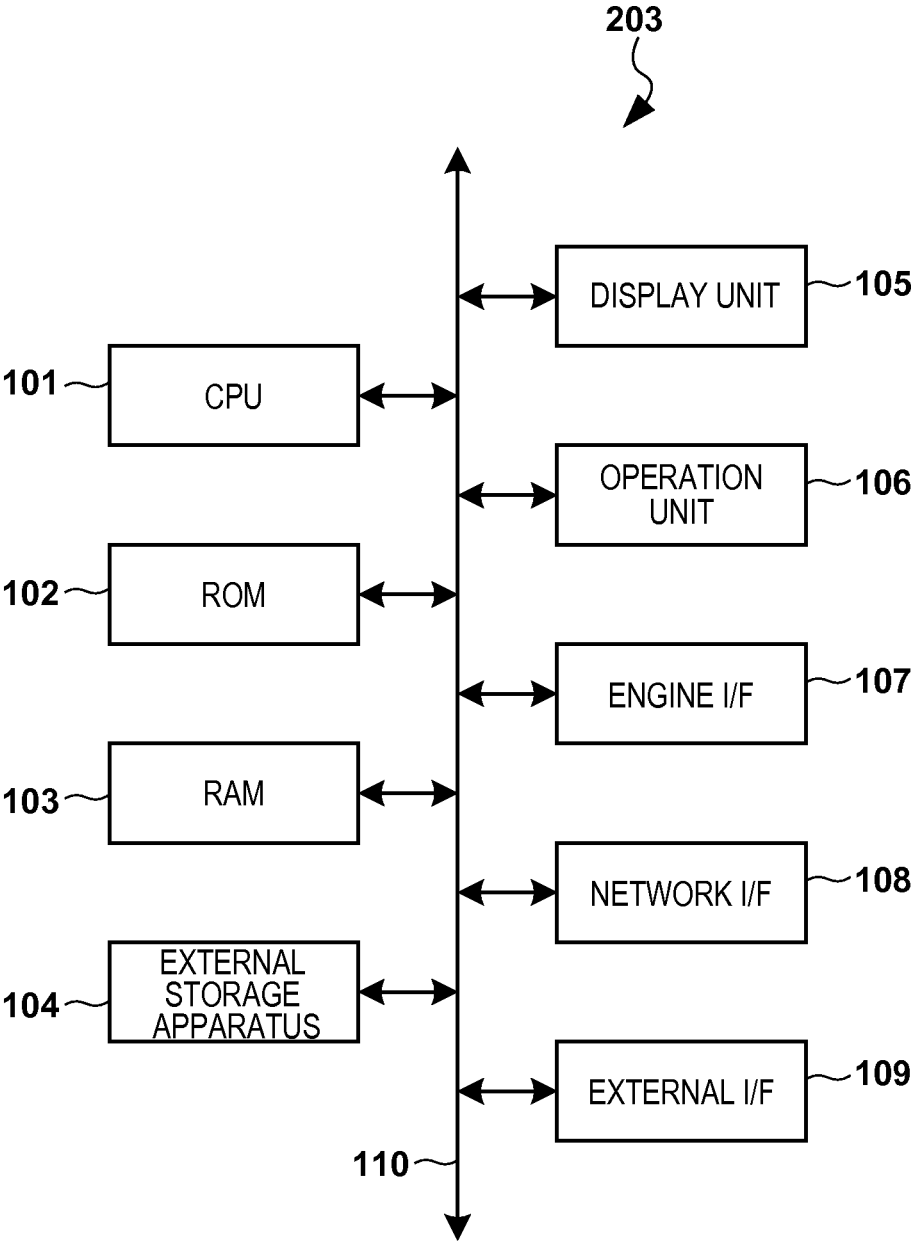 203
DISPLAY UNIT
105
101
CPU
OPERATION
UNIT
106
102
ROM
ENGINE I/F
107
103
RAM
NETWORK I/F
108
104
EXTERNAL
STORAGE
APPARATUS
EXTERNAL I/F
109
110